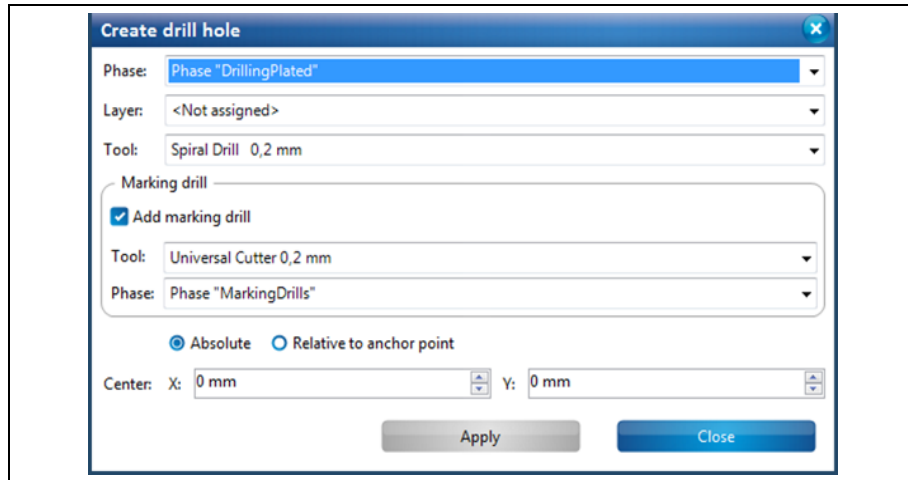 Create drill hole
Phase: Phase "DrillingPlated"
Layer: <Not assigned>
Tool: Spiral Drill 0,2 mm
Marking drill
Add marking drill
Tool: Universal Cutter 0,2 mm
Phase: Phase "MarkingDrills"
Absolute Relative to anchor point
Center: X: 0 mm Y: 0 mm
Apply Close